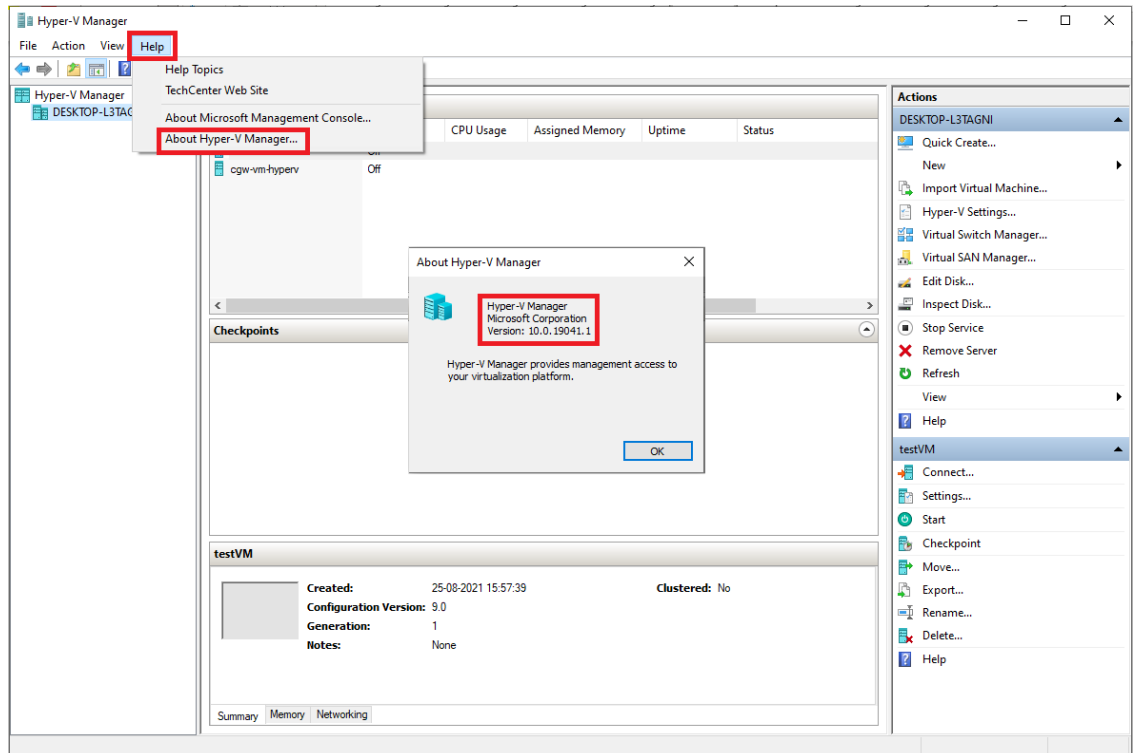 Hyper-V Manager
File Action View Help
Help Topics
TechCenter Web Site
About Microsoft Management Console...
About Hyper-V Manager...
Hyper-V Manager
DESKTOP-L3TAG
CPU Usage Assigned Memory Uptime Status
cgw-vm-hyperv Off
About Hyper-V Manager
Hyper-V Manager
Microsoft Corporation
Version: 10.0.19041.1
Hyper-V Manager provides management access to
your virtualization platform.
OK
Checkpoints
testVM
Created: 25-08-2021 15:57:39 Clustered: No
Configuration Version: 9.0
Generation: 1
Notes: None
Summary Memory Networking
Actions
DESKTOP-L3TAGNI
Quick Create...
New
Import Virtual Machine...
Hyper-V Settings...
Virtual Switch Manager...
Virtual SAN Manager...
Edit Disk...
Inspect Disk...
Stop Service
Remove Server
Refresh
View
Help
testVM
Connect...
Settings...
Start
Checkpoint
Move...
Export...
Rename...
Delete...
Help